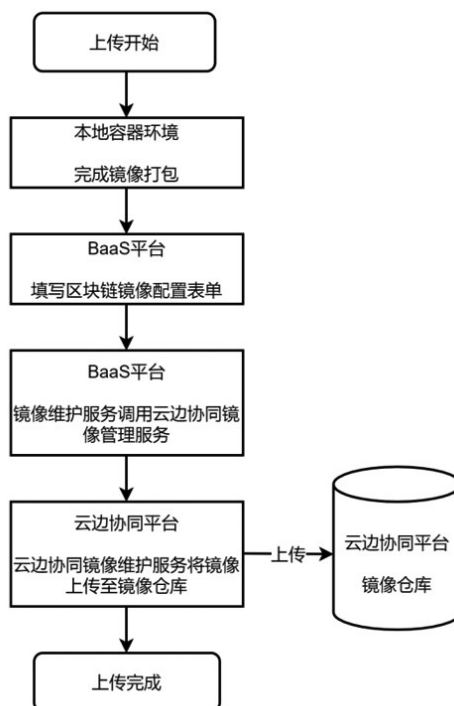 上传开始
本地容器环境
完成镜像打包
BaaS平台
填写区块链镜像配置表单
BaaS平台
镜像维护服务调用云边协同镜
像管理服务
云边协同平台
云边协同镜像维护服务将镜像
上传至镜像仓库
上传
云边协同平台
镜像仓库
上传完成